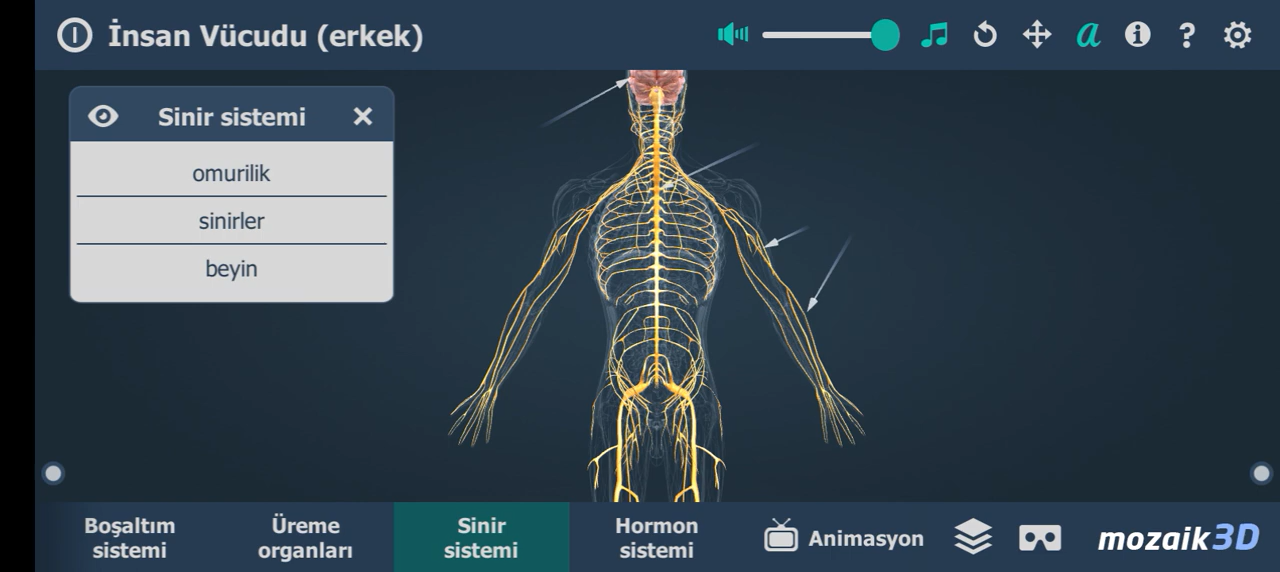 İnsan Vücudu (erkek)
Sinir sistemi
omurilik
sinirler
beyin
Boşaltım
sistemi
Üreme
organları
Sinir
sistemi
Hormon
sistemi
Animasyon
mozaik3D